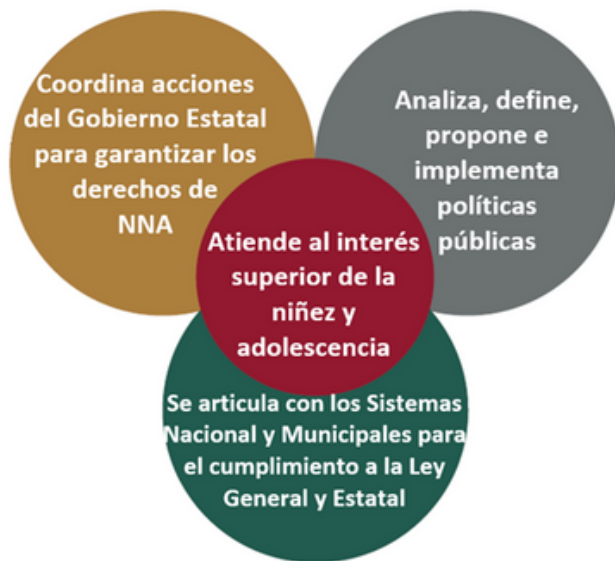 Coordina acciones
del Gobierno Estatal
para garantizar los
derechos de
NNA
Analiza, define,
propone e
implementa
políticas
públicas
Atiende al interés
superior de la
niñez y
adolescencia
Se articula con los Sistemas
Nacional y Municipales para
el cumplimiento a la Ley
General y Estatal